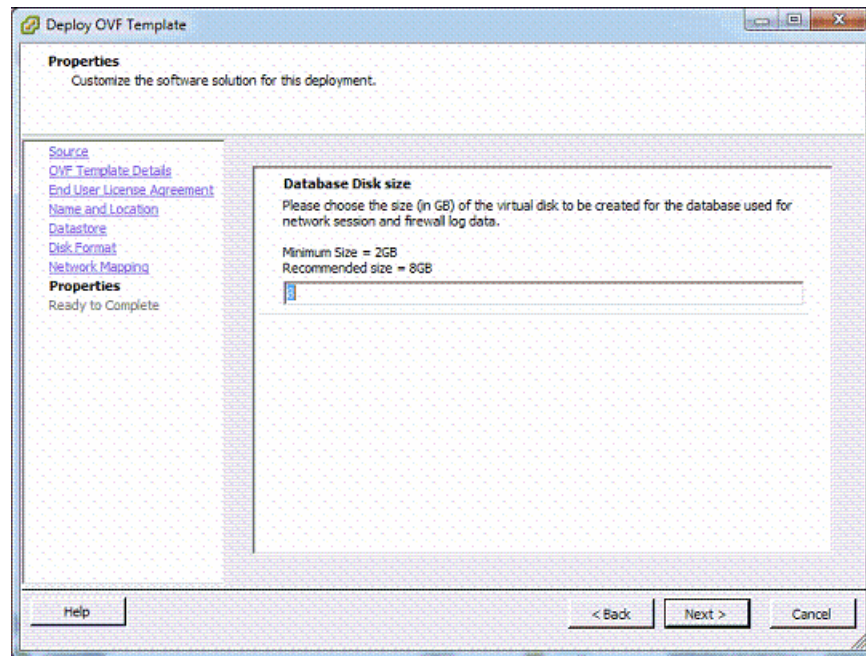 Deploy OVF Template
Properties
Customize the software solution for this deployment.
Source
OVF Template Details
End User License Agreement
Name and Location
Datastore
Disk Format
Network Mapping
Properties
Ready to Complete
Database Disk size
Please choose the size (in GB) of the virtual disk to be created for the database used for
network session and firewall log data.
Minimum Size = 2GB
Recommended size = 8GB
8
Help
< Back
Next >
Cancel